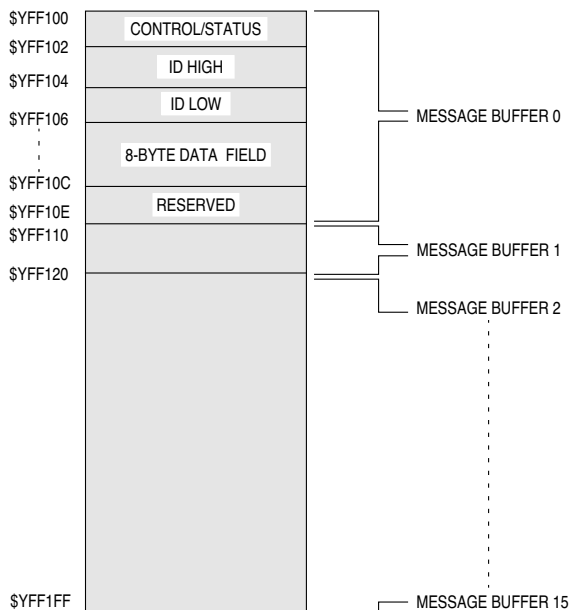 $YFF100
CONTROL/STATUS
$YFF102
ID HIGH
$YFF104
ID LOW
$YFF106
MESSAGE BUFFER 0
8-BYTE DATA FIELD
$YFF10C
RESERVED
$YFF10E
$YFF110
MESSAGE BUFFER 1
$YFF120
MESSAGE BUFFER 2
$YFF1FF
MESSAGE BUFFER 15